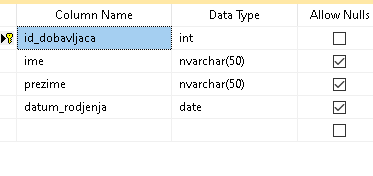 Column Name Data Type Allow Nulls
id_dobavljaca int
ime nvarchar(50)
prezime nvarchar(50)
datum_rodjenja date